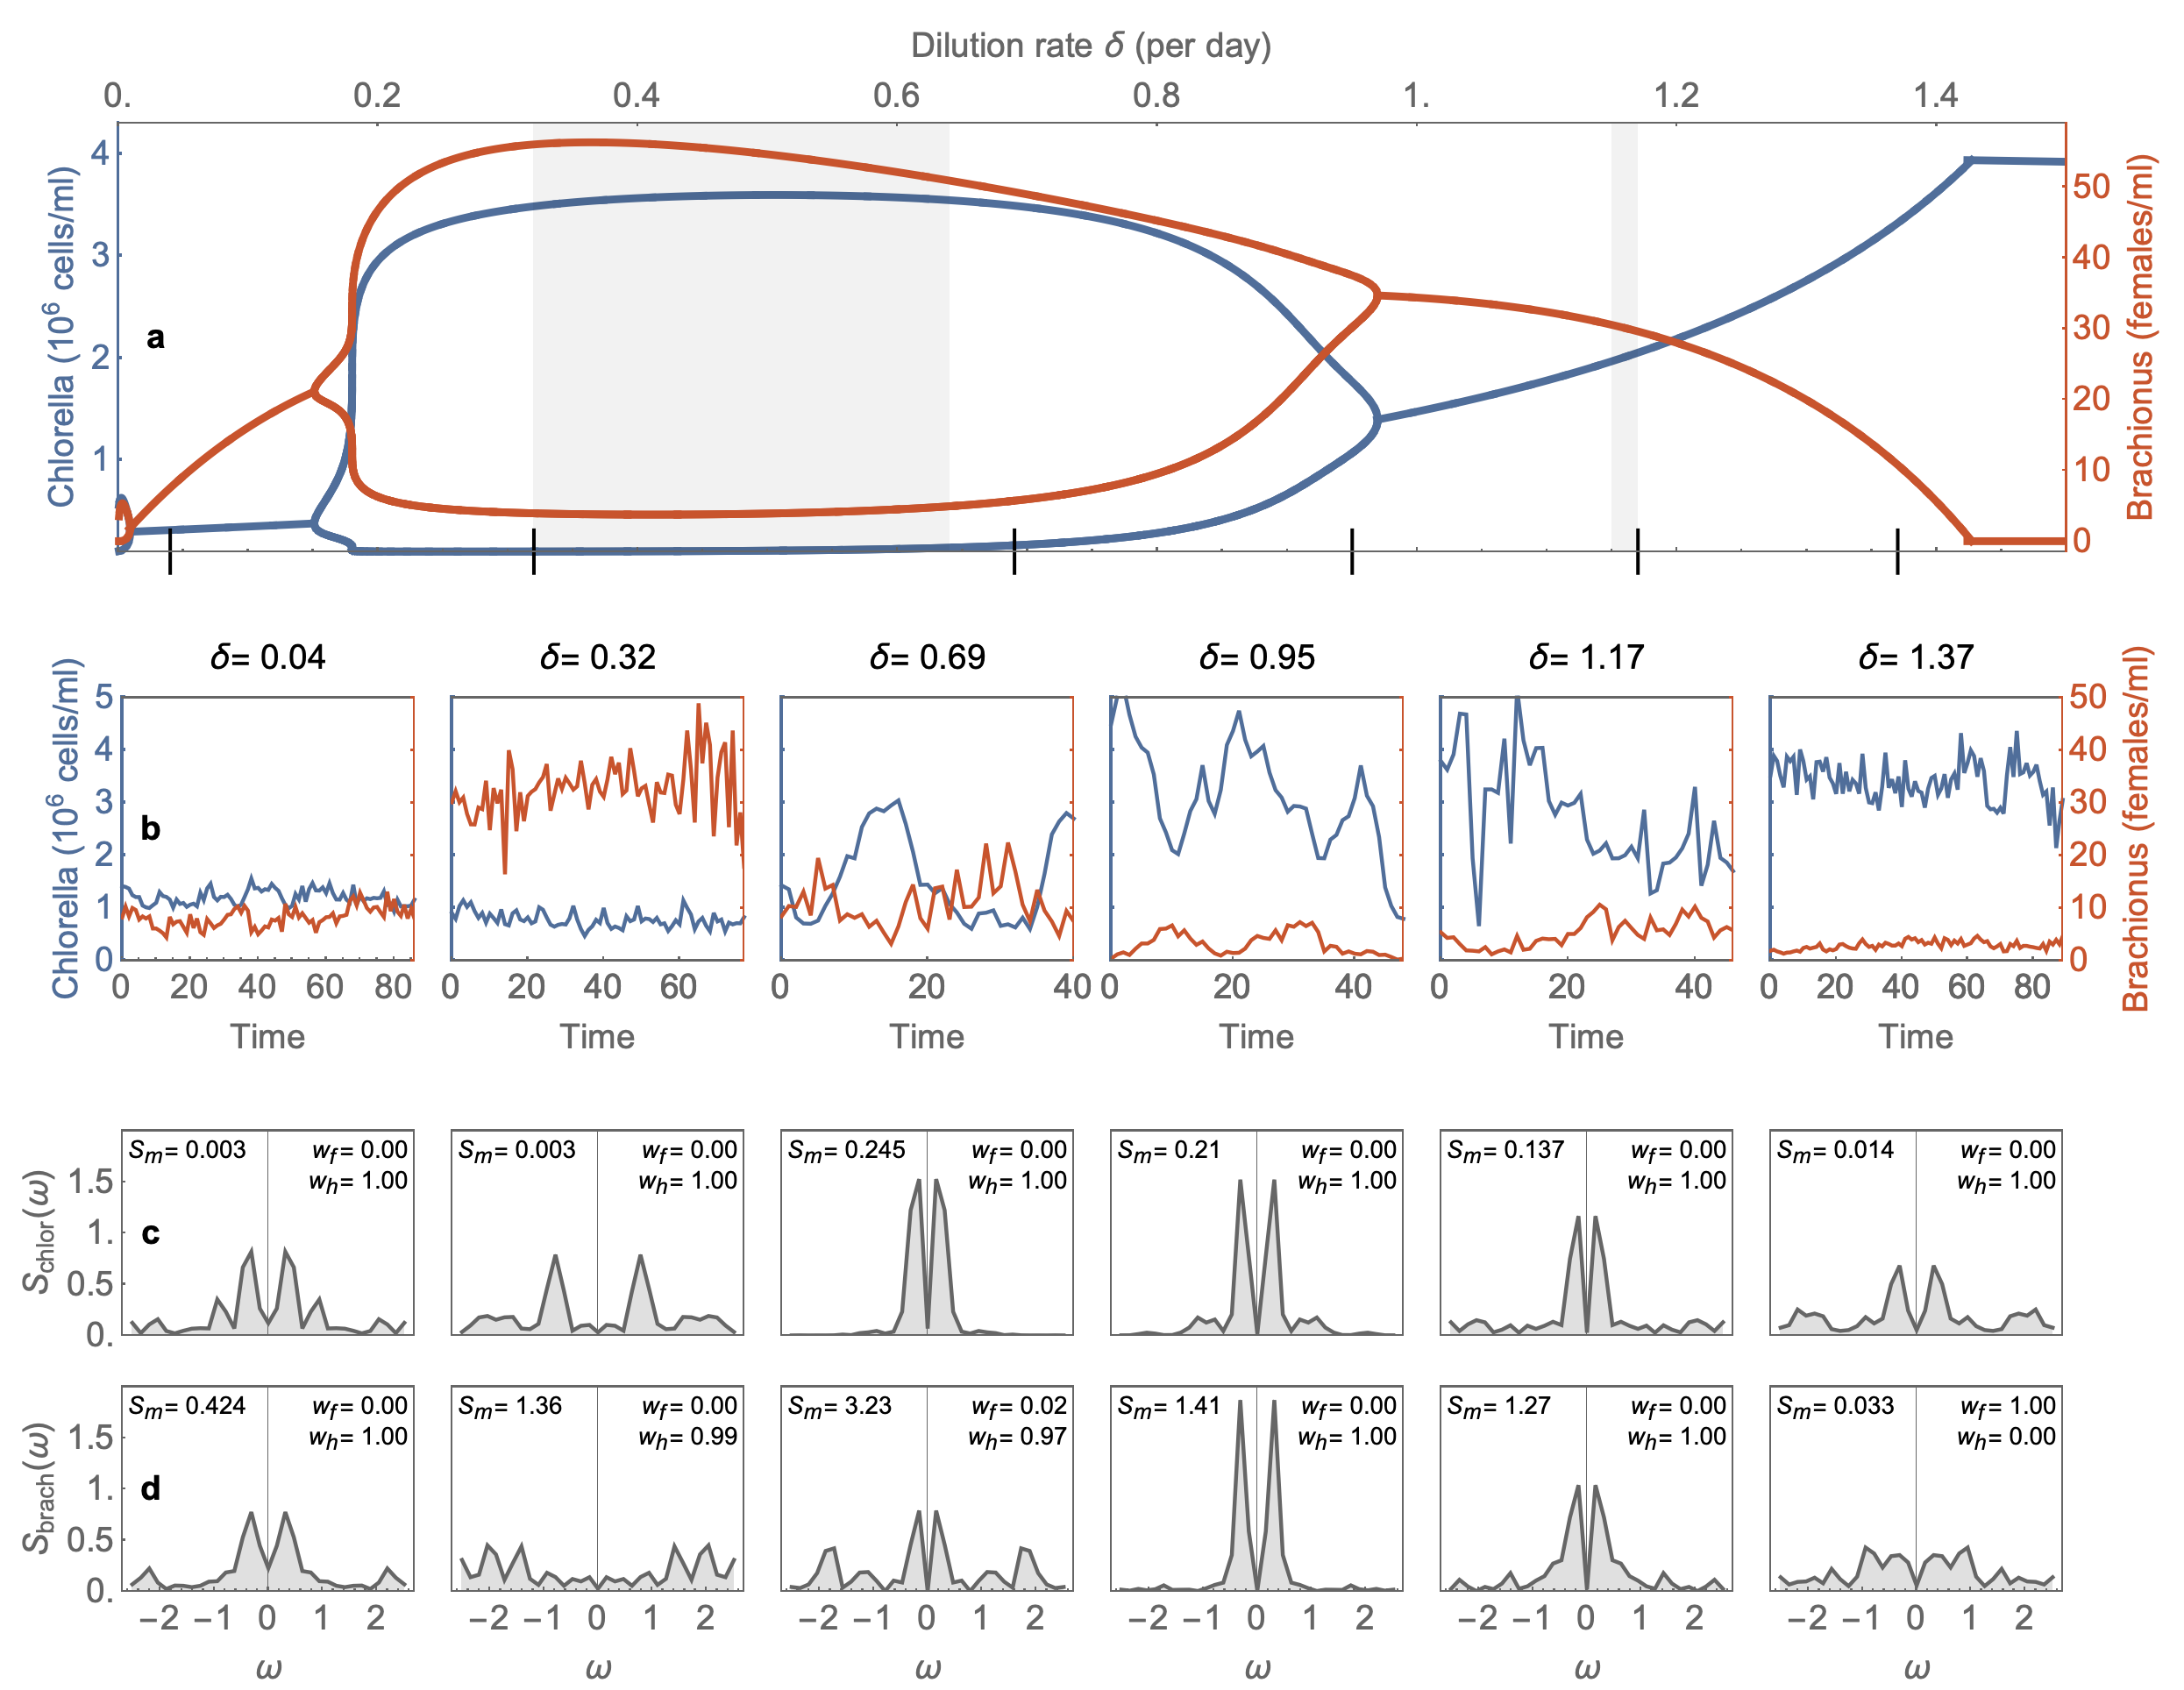 Dilution rate δ (per day)
0. 0.2 0.4 0.6 0.8 1. 1.2 1.4
Chlorella (10⁶ cells/ml)
4
3
2
1
a
Brachionus (females/ml)
50
40
30
20
10
0
δ= 0.04 δ= 0.32 δ= 0.69 δ= 0.95 δ= 1.17 δ= 1.37
Chlorella (10⁶ cells/ml)
5
4
3
2
1
0
b
Brachionus (females/ml)
50
40
30
20
10
0
0 20 40 60 80 0 20 40 60 0 20 40 0 20 40 0 20 40 0 20 40 60 80
Time Time Time Time Time Time
S_chlor(ω)
1.5
1.
0.5
0.
c
S_m= 0.003 w_f= 0.00
w_h= 1.00
S_m= 0.003 w_f= 0.00
w_h= 1.00
S_m= 0.245 w_f= 0.00
w_h= 1.00
S_m= 0.21 w_f= 0.00
w_h= 1.00
S_m= 0.137 w_f= 0.00
w_h= 1.00
S_m= 0.014 w_f= 0.00
w_h= 1.00
S_brach(ω)
1.5
1.
0.5
0.
d
S_m= 0.424 w_f= 0.00
w_h= 1.00
S_m= 1.36 w_f= 0.00
w_h= 0.99
S_m= 3.23 w_f= 0.02
w_h= 0.97
S_m= 1.41 w_f= 0.00
w_h= 1.00
S_m= 1.27 w_f= 0.00
w_h= 1.00
S_m= 0.033 w_f= 1.00
w_h= 0.00
−2 −1 0 1 2 −2 −1 0 1 2 −2 −1 0 1 2 −2 −1 0 1 2 −2 −1 0 1 2 −2 −1 0 1 2
ω ω ω ω ω ω